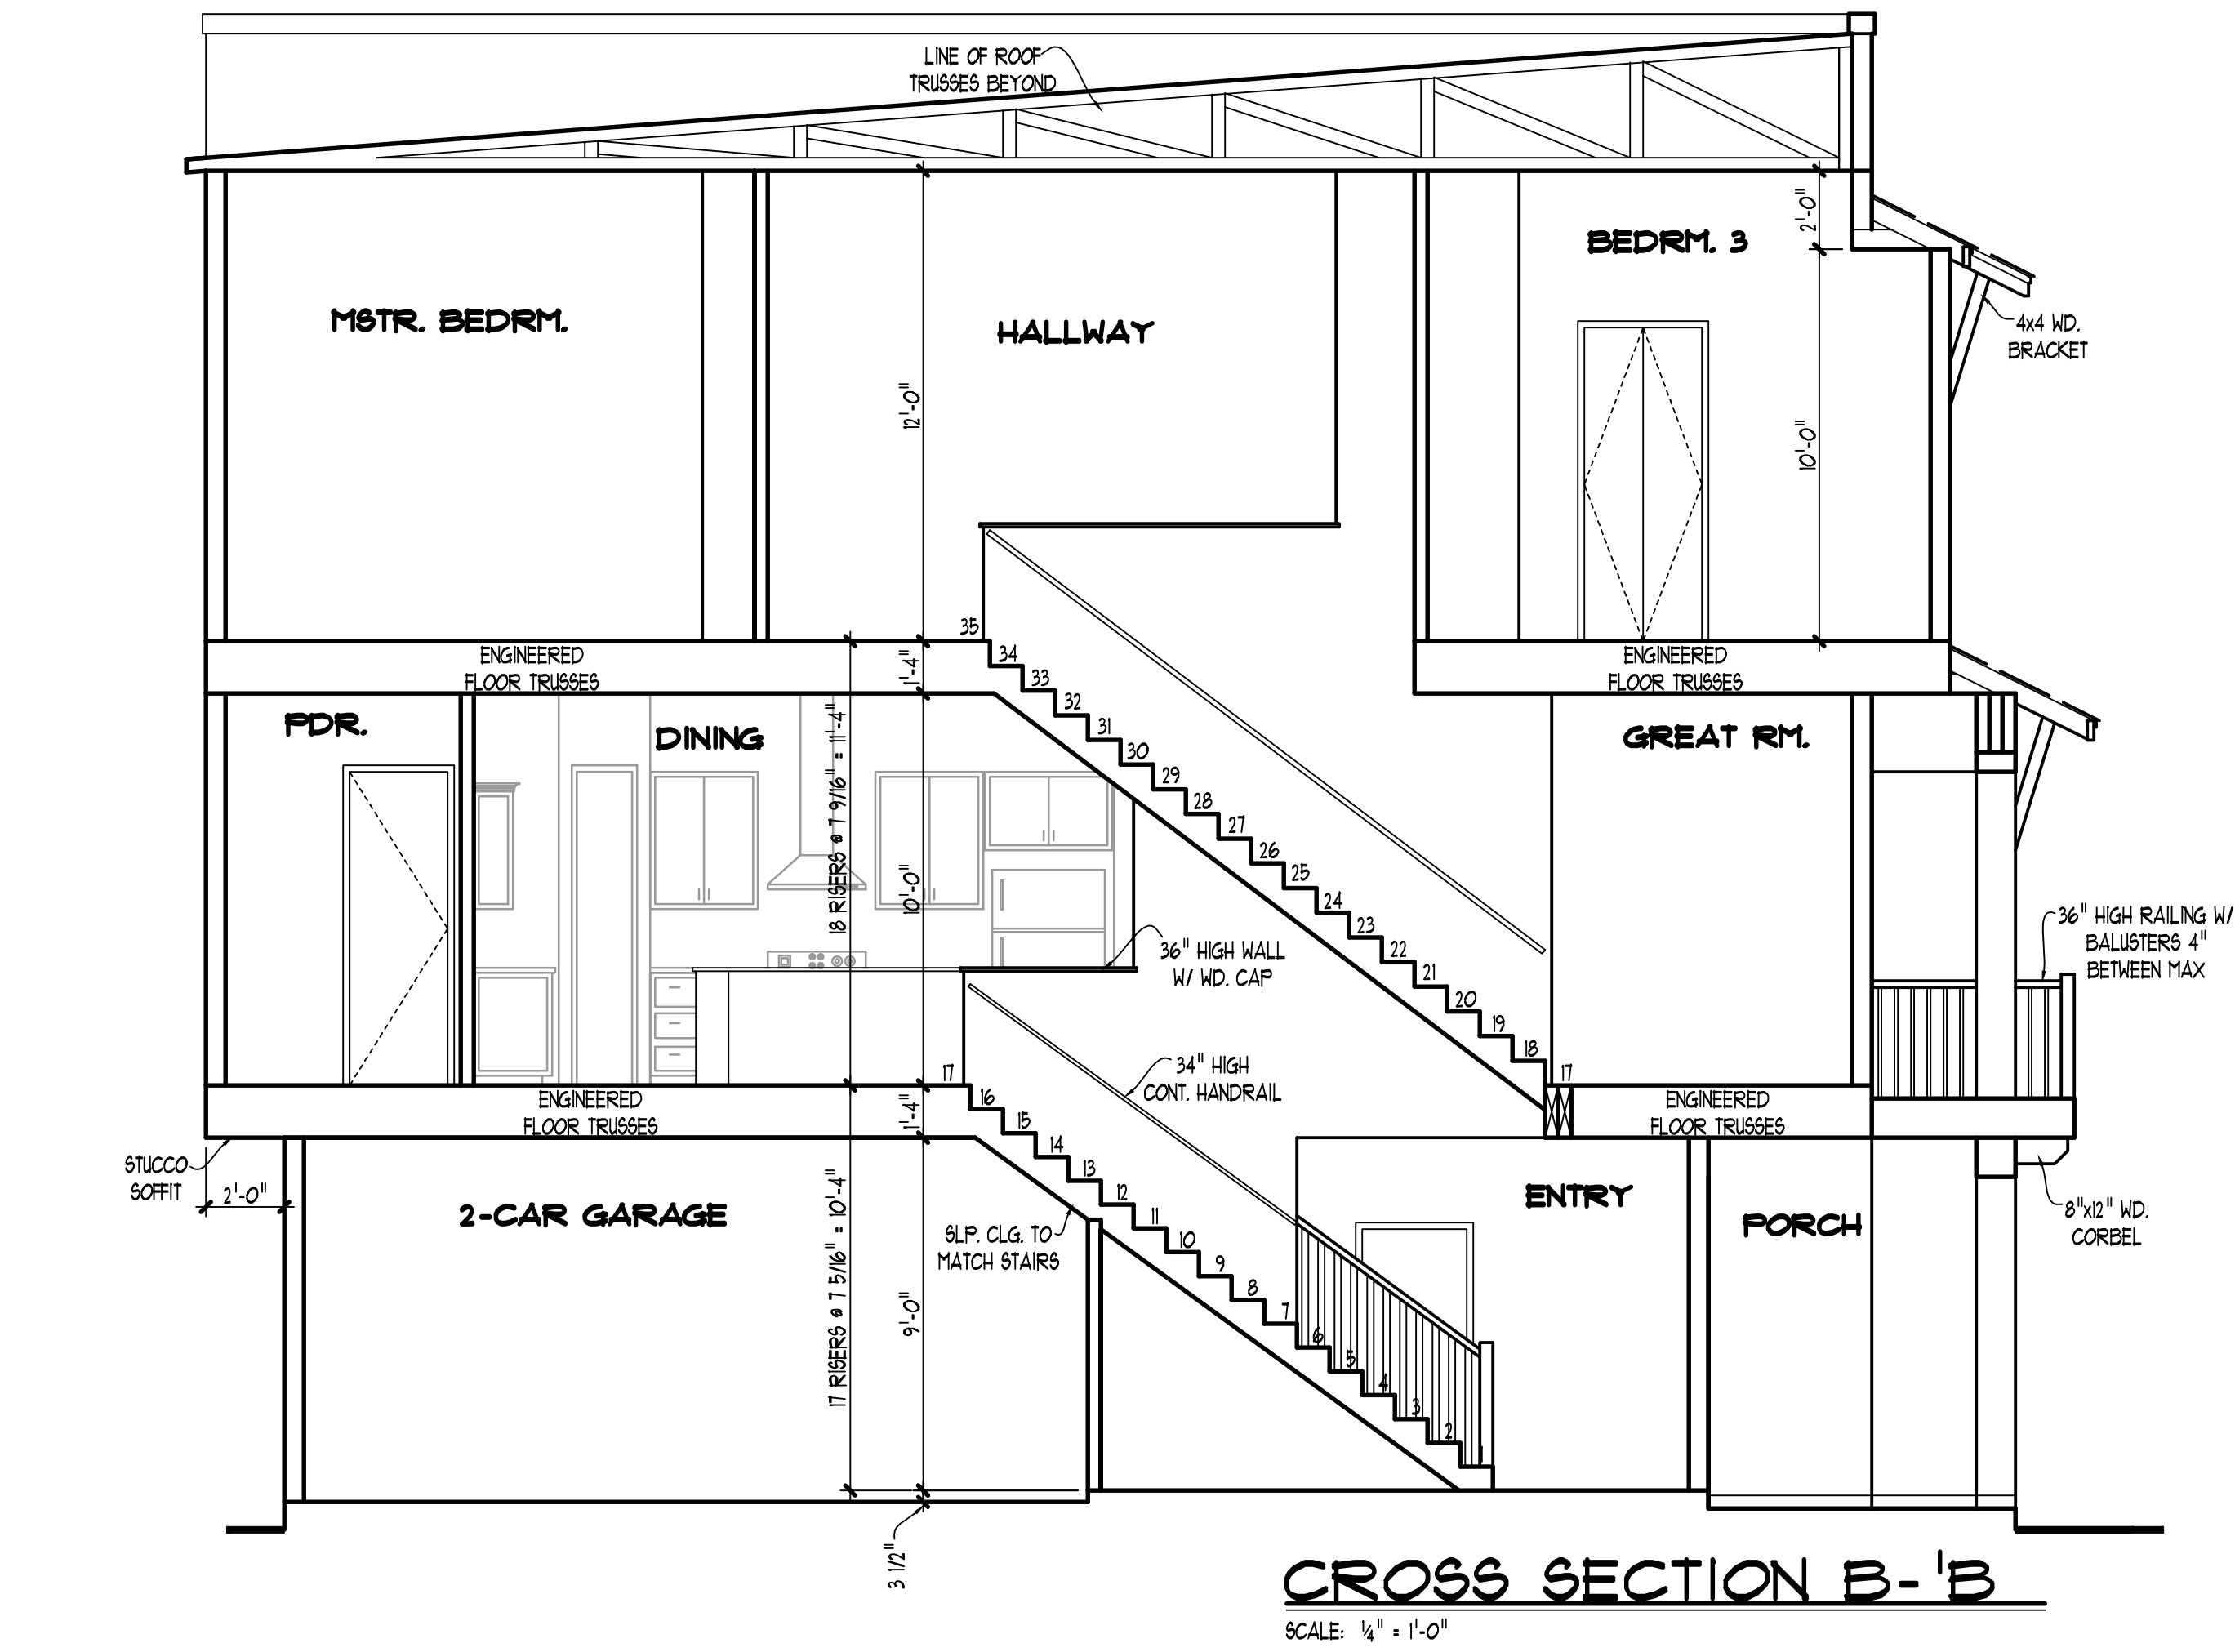 LINE OF ROOF
TRUSSES BEYOND
2'-0"
BEDRM. 3
MSTR. BEDRM.
HALLWAY
4x4 WD.
BRACKET
12'-0"
10'-0"
35
34
33
32
31
30
29
28
27
26
25
24
23
22
21
20
19
18
17
ENGINEERED
FLOOR TRUSSES
1'-4"
ENGINEERED
FLOOR TRUSSES
PDR.
DINING
GREAT RM.
18 RISERS @ 7 9/16" = 11'-4"
10'-0"
36" HIGH WALL
W/ WD. CAP
36" HIGH RAILING W/
BALUSTERS 4"
BETWEEN MAX
34" HIGH
CONT. HANDRAIL
17
16
15
14
13
12
11
10
9
8
7
6
5
4
3
2
1
ENGINEERED
FLOOR TRUSSES
1'-4"
ENGINEERED
FLOOR TRUSSES
STUCCO
SOFFIT
2'-0"
2-CAR GARAGE
17 RISERS @ 7 5/16" = 10'-4"
9'-0"
SLP. CLG. TO
MATCH STAIRS
ENTRY
PORCH
8"x12" WD.
CORBEL
3 1/2"
CROSS SECTION B-'B
SCALE: 1/4" = 1'-0"